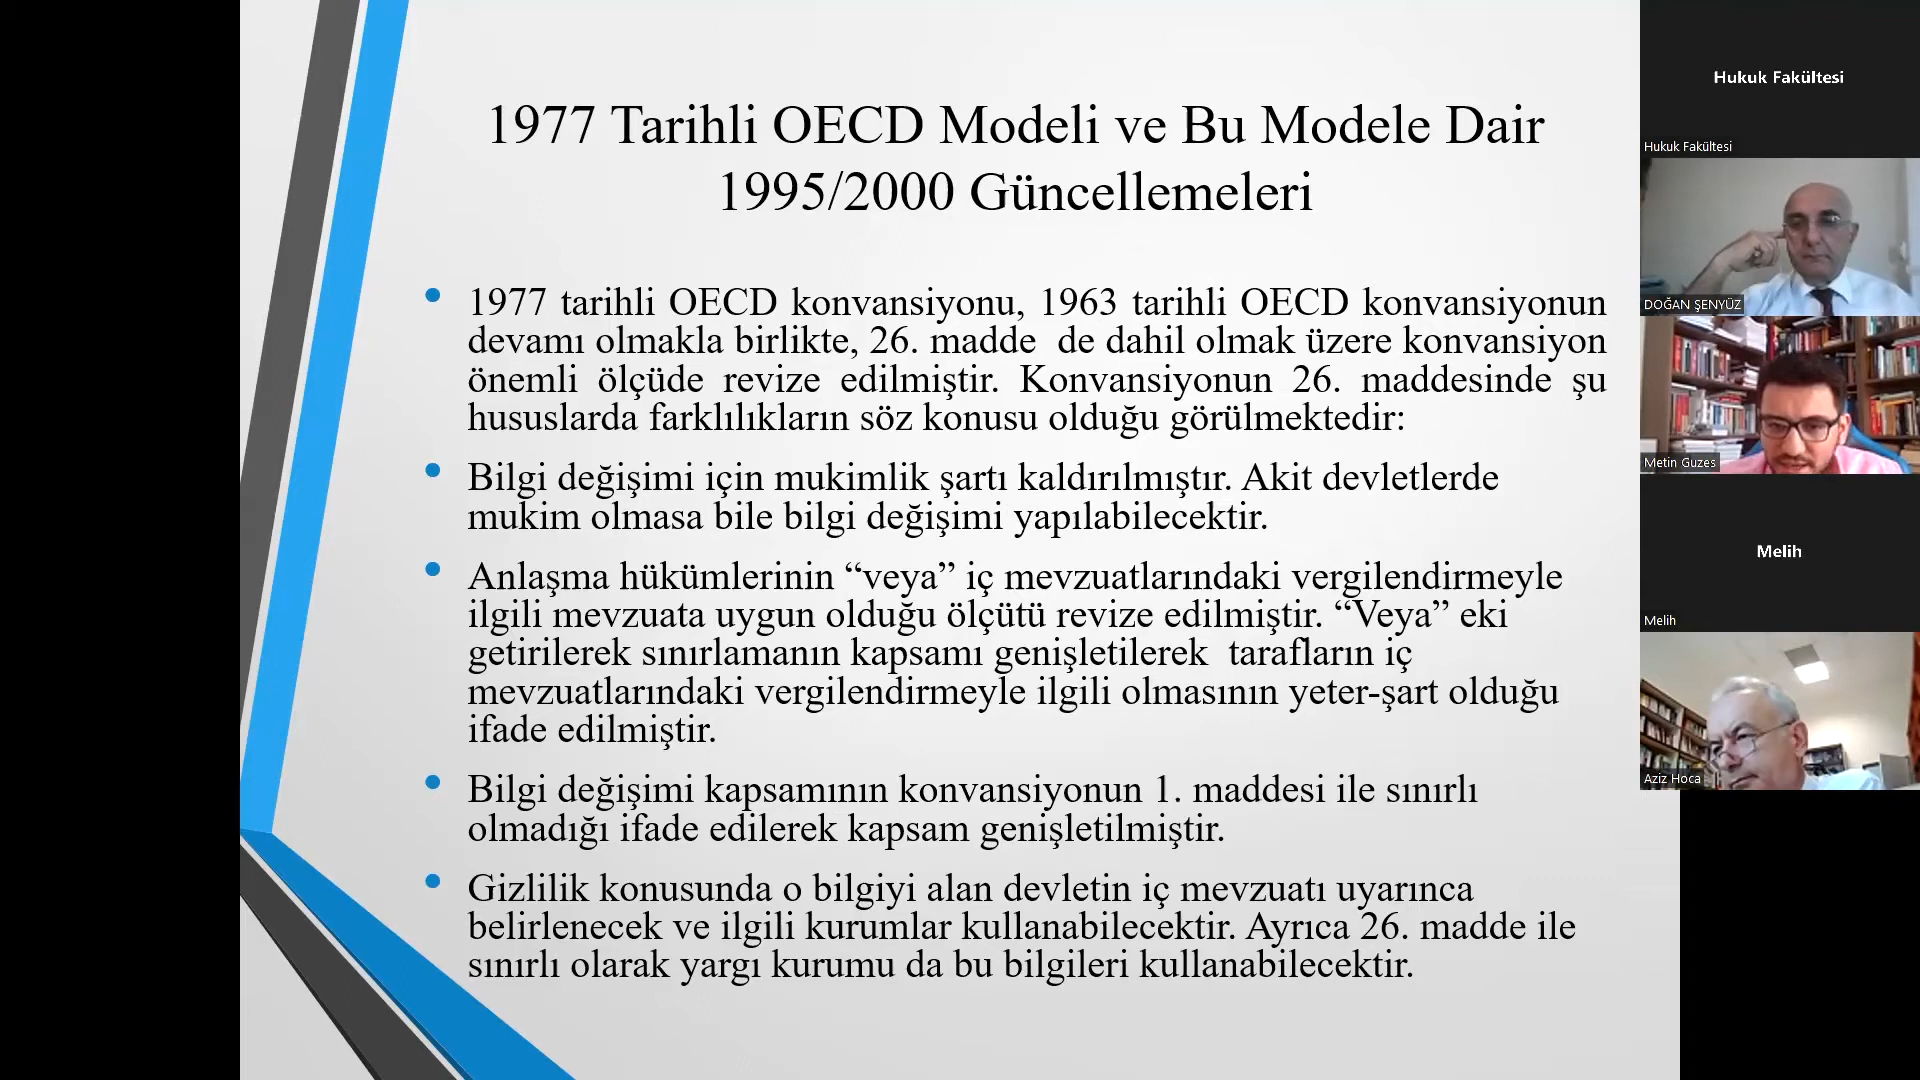 1977 Tarihli OECD Modeli ve Bu Modele Dair
1995/2000 Güncellemeleri
1977 tarihli OECD konvansiyonu, 1963 tarihli OECD konvansiyonun
devamı olmakla birlikte, 26. madde de dahil olmak üzere konvansiyon
önemli ölçüde revize edilmiştir. Konvansiyonun 26. maddesinde şu
hususlarda farklılıkların söz konusu olduğu görülmektedir:
Bilgi değişimi için mukimlik şartı kaldırılmıştır. Akit devletlerde
mukim olmasa bile bilgi değişimi yapılabilecektir.
Anlaşma hükümlerinin “veya” iç mevzuatlarındaki vergilendirmeyle
ilgili mevzuata uygun olduğu ölçütü revize edilmiştir. “Veya” eki
getirilerek sınırlamanın kapsamı genişletilerek tarafların iç
mevzuatlarındaki vergilendirmeyle ilgili olmasının yeter-şart olduğu
ifade edilmiştir.
Bilgi değişimi kapsamının konvansiyonun 1. maddesi ile sınırlı
olmadığı ifade edilerek kapsam genişletilmiştir.
Gizlilik konusunda o bilgiyi alan devletin iç mevzuatı uyarınca
belirlenecek ve ilgili kurumlar kullanabilecektir. Ayrıca 26. madde ile
sınırlı olarak yargı kurumu da bu bilgileri kullanabilecektir.
Hukuk Fakültesi
Hukuk Fakültesi
DOĞAN ŞENYÜZ
Metin Guzes
Melih
Melih
Aziz Hoca